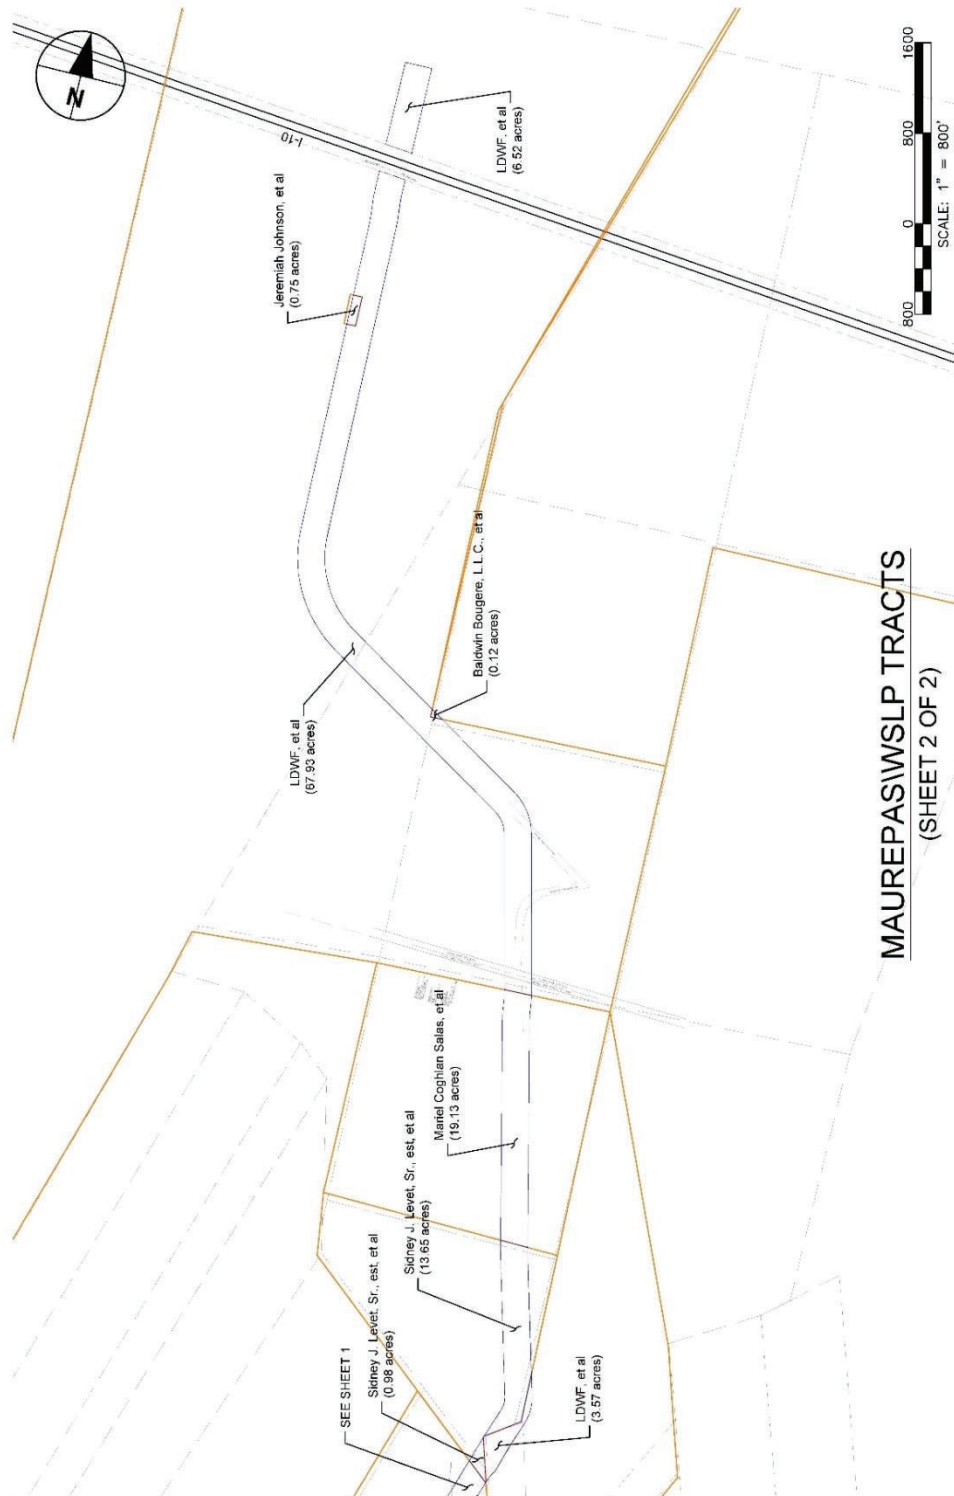 N
I-10
LDWF, et al
(6.52 acres)
Jeremiah Johnson, et al
(0.75 acres)
800 0 800 1600
SCALE: 1" = 800'
LDWF, et al
(67.93 acres)
Baldwin Bougere, L.L.C., et al
(0.12 acres)
Mariel Coghlan Salas, et al
(19.13 acres)
Sidney J. Levet, Sr., est, et al
(13.65 acres)
Sidney J. Levet, Sr., est, et al
(0.98 acres)
SEE SHEET 1
LDWF, et al
(3.57 acres)
MAUREPAS\WSLP TRACTS
(SHEET 2 OF 2)